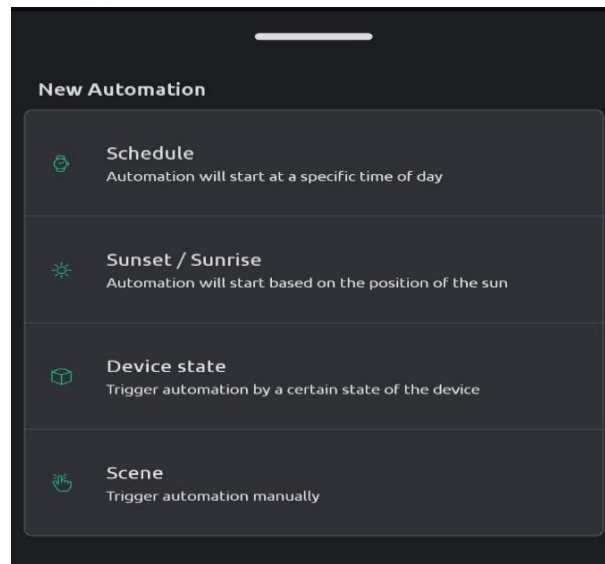 New Automation
Schedule
Automation will start at a specific time of day
Sunset / Sunrise
Automation will start based on the position of the sun
Device state
Trigger automation by a certain state of the device
Scene
Trigger automation manually